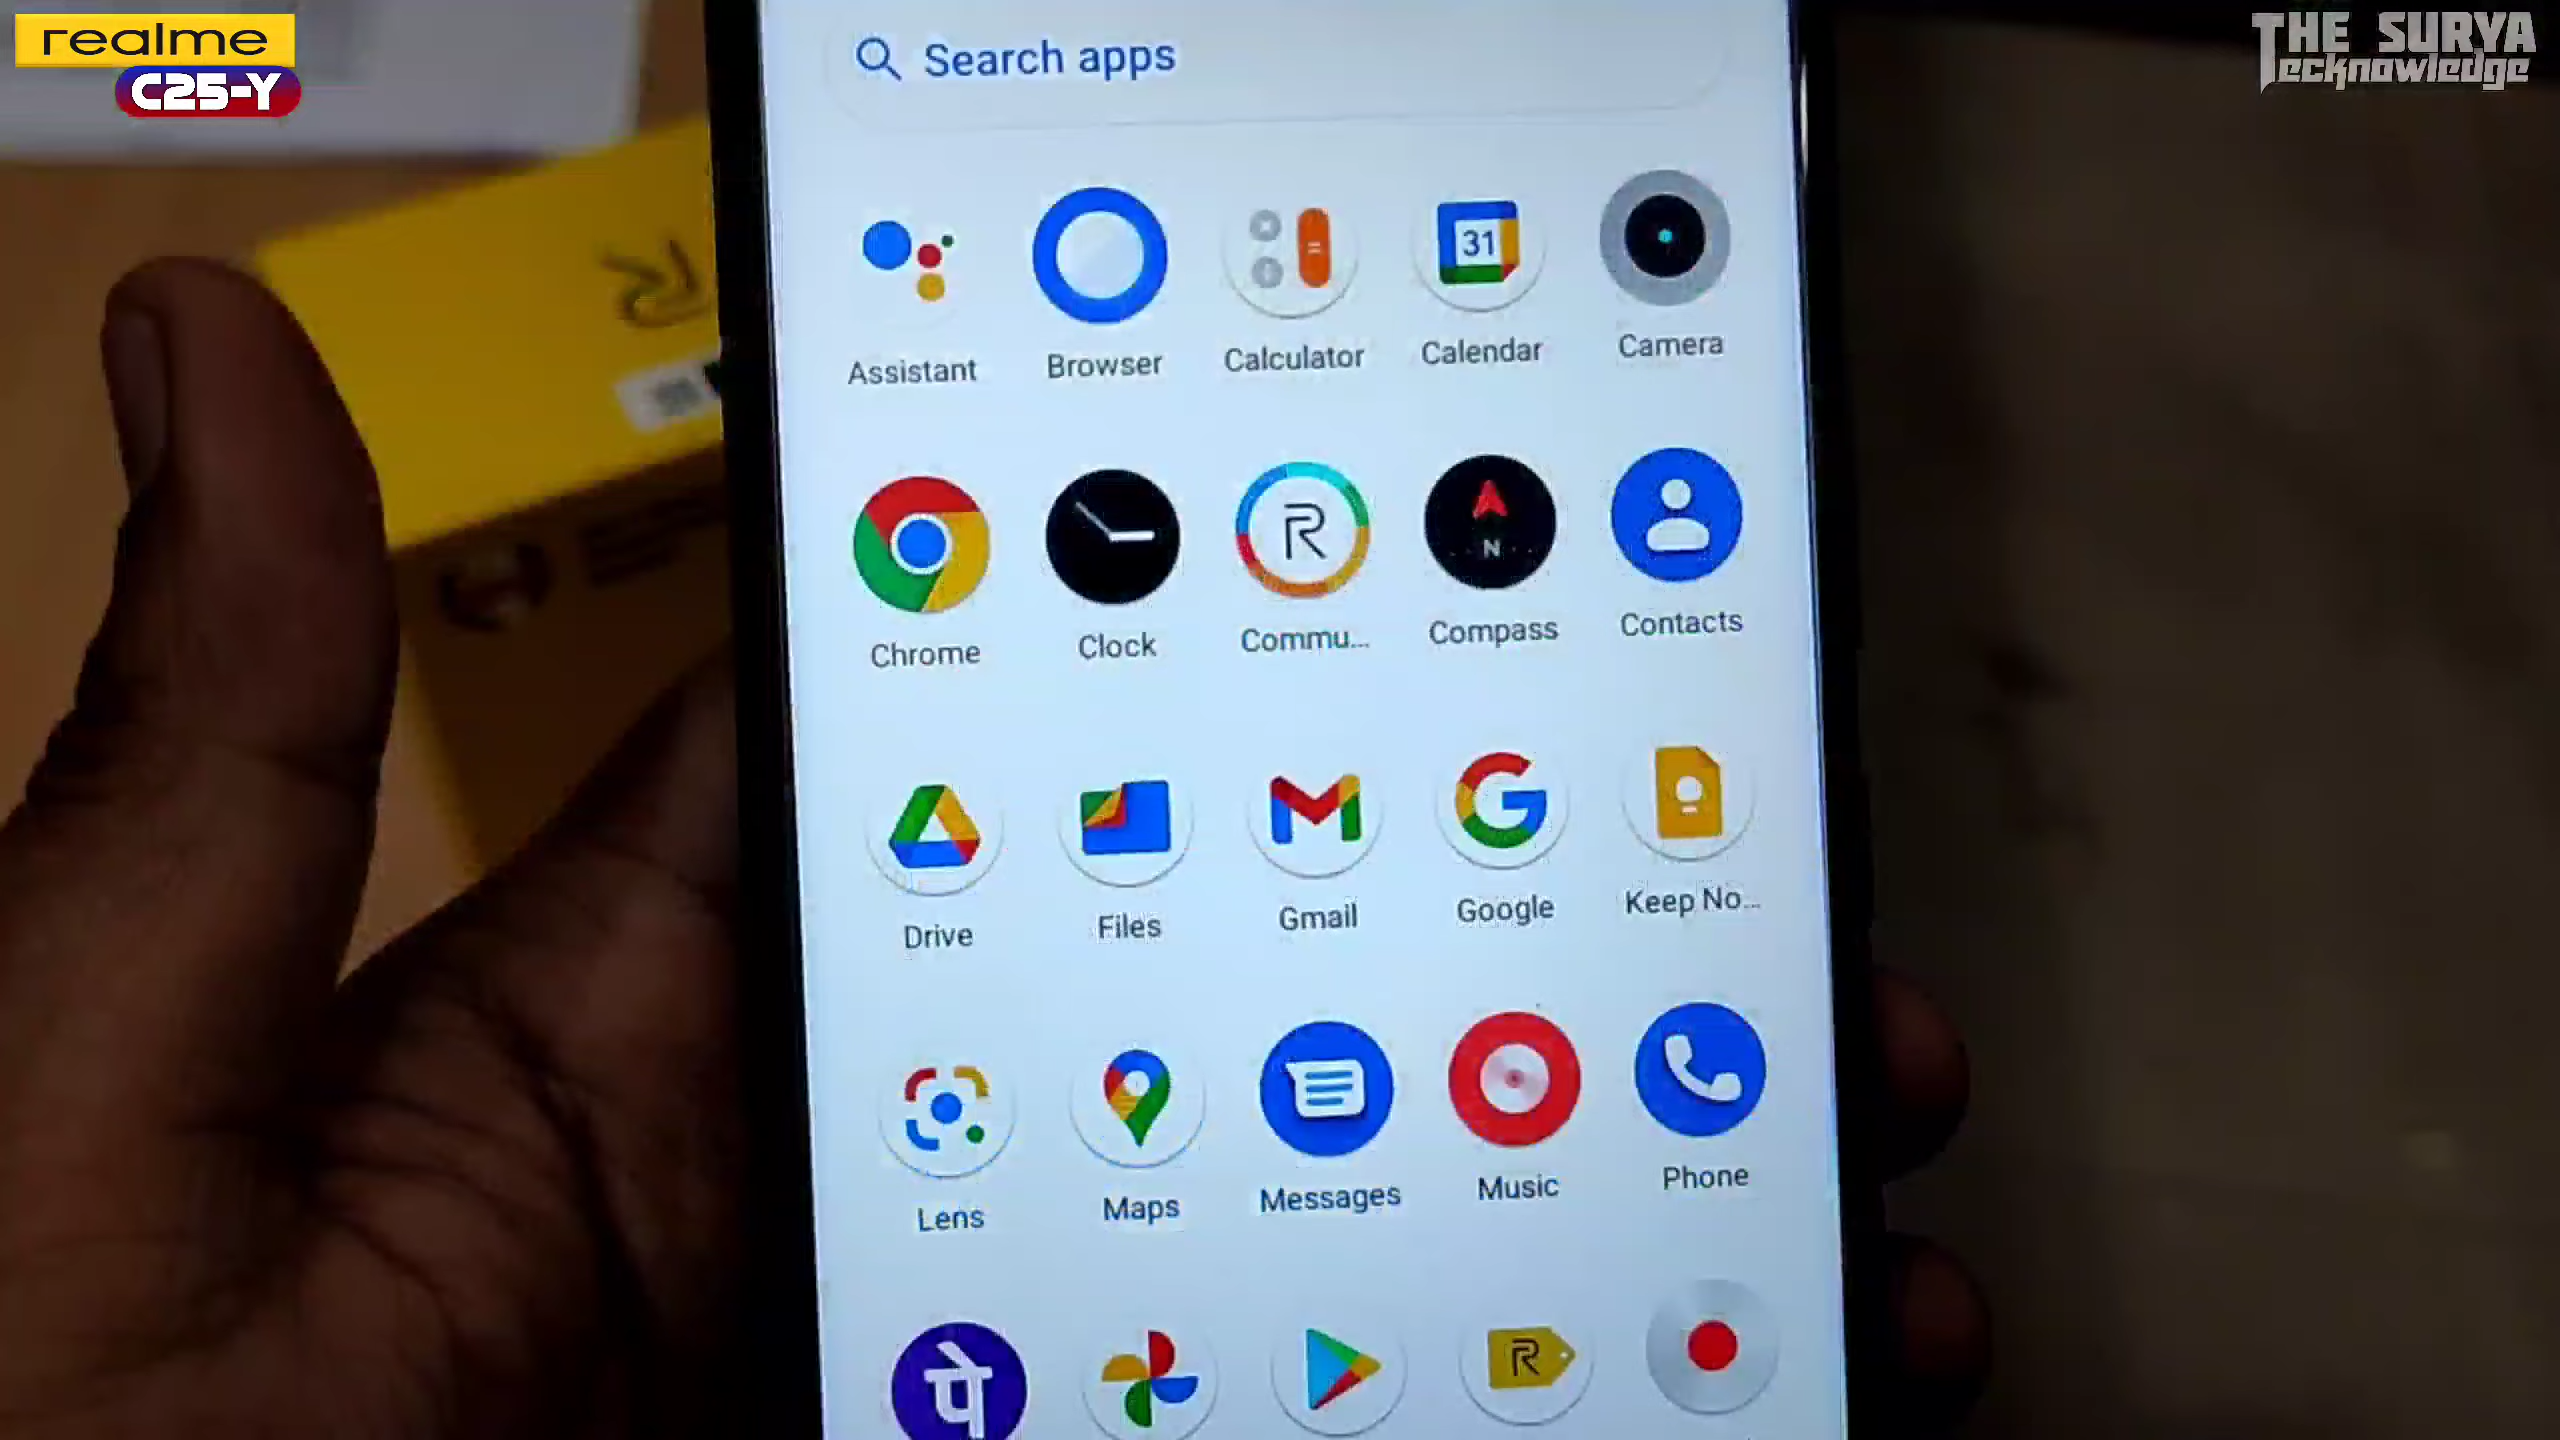 realme
C25-Y
THE SURYA
Tecknowledge
Search apps
31
Assistant
Browser
Calculator
Calendar
Camera
R
N
Chrome
Clock
Commu...
Compass
Contacts
Drive
Files
Gmail
Google
Keep No...
Lens
Maps
Messages
Music
Phone
पे
R